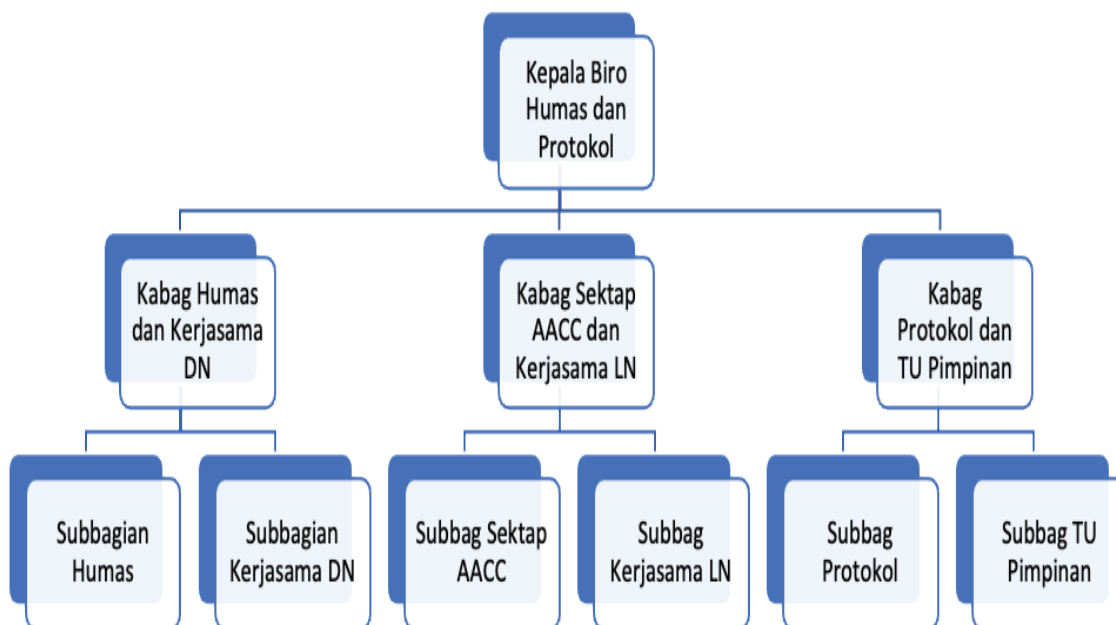 Kepala Biro
Humas dan
Protokol
Kabag Humas
dan Kerjasama
DN
Kabag Sektap
AACC dan
Kerjasama LN
Kabag
Protokol dan
TU Pimpinan
Subbagian
Humas
Subbagian
Kerjasama DN
Subbag Sektap
AACC
Subbag
Kerjasama LN
Subbag
Protokol
Subbag TU
Pimpinan